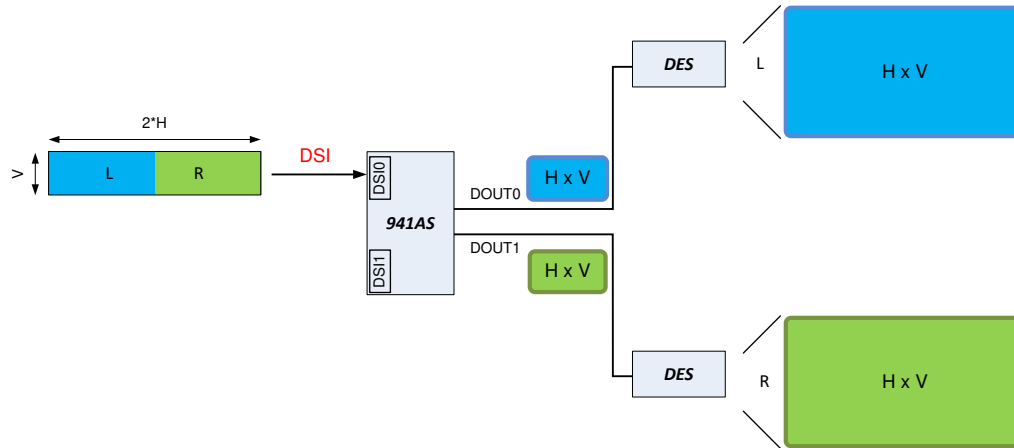 2*H
V
L
R
DSI
DSI0
941AS
DSI1
DOUT0
H x V
DOUT1
H x V
DES
L
H x V
DES
R
H x V